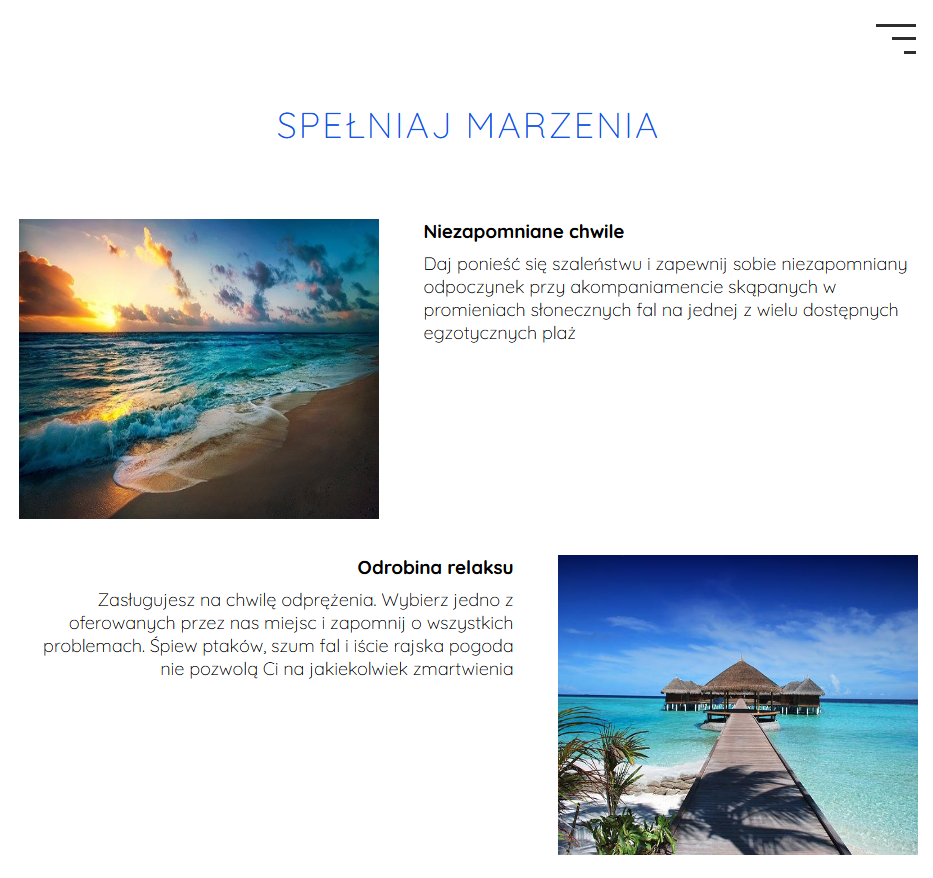 SPEŁNIAJ MARZENIA
Niezapomniane chwile
Daj ponieść się szaleństwu i zapewnij sobie niezapomniany
odpoczynek przy akompaniamencie skąpanych w
promieniach słonecznych fal na jednej z wielu dostępnych
egzotycznych plaż
Odrobina relaksu
Zasługujesz na chwilę odprężenia. Wybierz jedno z
oferowanych przez nas miejsc i zapomnij o wszystkich
problemach. Śpiew ptaków, szum fal i iście rajska pogoda
nie pozwolą Ci na jakiekolwiek zmartwienia